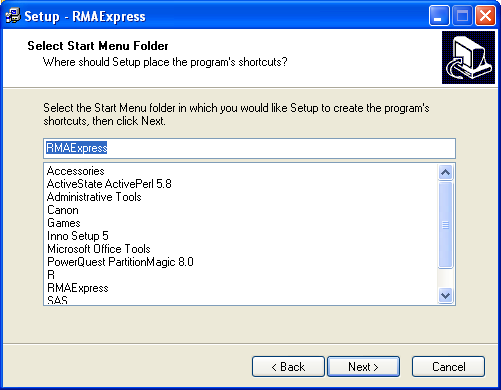 Setup - RMAExpress
Select Start Menu Folder
Where should Setup place the program's shortcuts?
Select the Start Menu folder in which you would like Setup to create the program's
shortcuts, then click Next.
RMAExpress
Accessories
ActiveState ActivePerl 5.8
Administrative Tools
Canon
Games
Inno Setup 5
Microsoft Office Tools
PowerQuest PartitionMagic 8.0
R
RMAExpress
SAS
< Back
Next >
Cancel